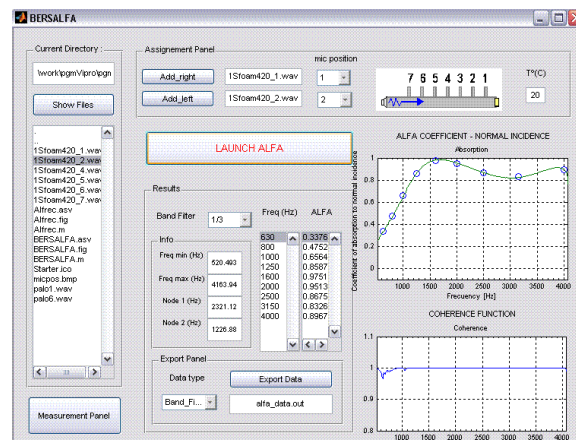 BERSALFA
Current Directory :
\work\pgm\Vipro\pgn
Show Files
.
..
1Sfoam420_1.wav
1Sfoam420_2.wav
1Sfoam420_4.wav
1Sfoam420_5.wav
1Sfoam420_6.wav
1Sfoam420_7.wav
Alfrec.asv
Alfrec.fig
Alfrec.m
BERSALFA.asv
BERSALFA.fig
BERSALFA.m
Starter.ico
micpos.bmp
palo1.wav
palo6.wav
Measurement Panel
Assignement Panel
mic position
Add_right
1Sfoam420_1.wav
1
Add_left
1Sfoam420_2.wav
2
7 6 5 4 3 2 1
T°(C)
20
LAUNCH ALFA
Results
Band Filter
1/3
Info
Freq min (Hz)
520.493
Freq max (Hz)
4163.94
Node 1 (Hz)
2321.12
Node 2 (Hz)
1226.88
Freq (Hz) ALFA
630 0.3376
800 0.4752
1000 0.6564
1250 0.8587
1600 0.9751
2000 0.9513
2500 0.8675
3150 0.8326
4000 0.8967
Export Panel
Data type
Export Data
Band_Fi...
alfa_data.out
ALFA COEFFICIENT - NORMAL INCIDENCE
Absorption
Coefficient of absorption to normal incidence
1
0.8
0.6
0.4
0.2
0
1000 1500 2000 2500 3000 3500 4000
Frecuency [Hz]
COHERENCE FUNCTION
Coherence
1.1
1
0.9
0.8
1000 1500 2000 2500 3000 3500 4000